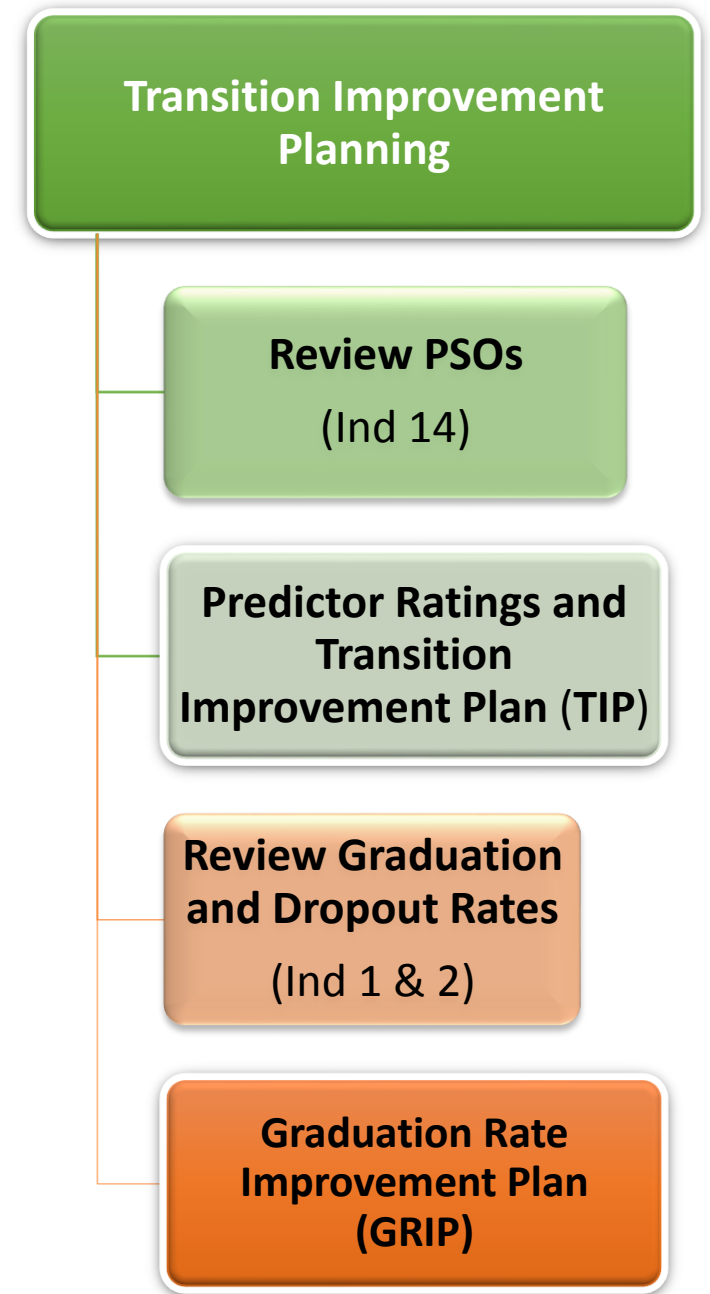 Transition Improvement
Planning
Review PSOs
(Ind 14)
Predictor Ratings and
Transition
Improvement Plan (TIP)
Review Graduation
and Dropout Rates
(Ind 1 & 2)
Graduation Rate
Improvement Plan
(GRIP)